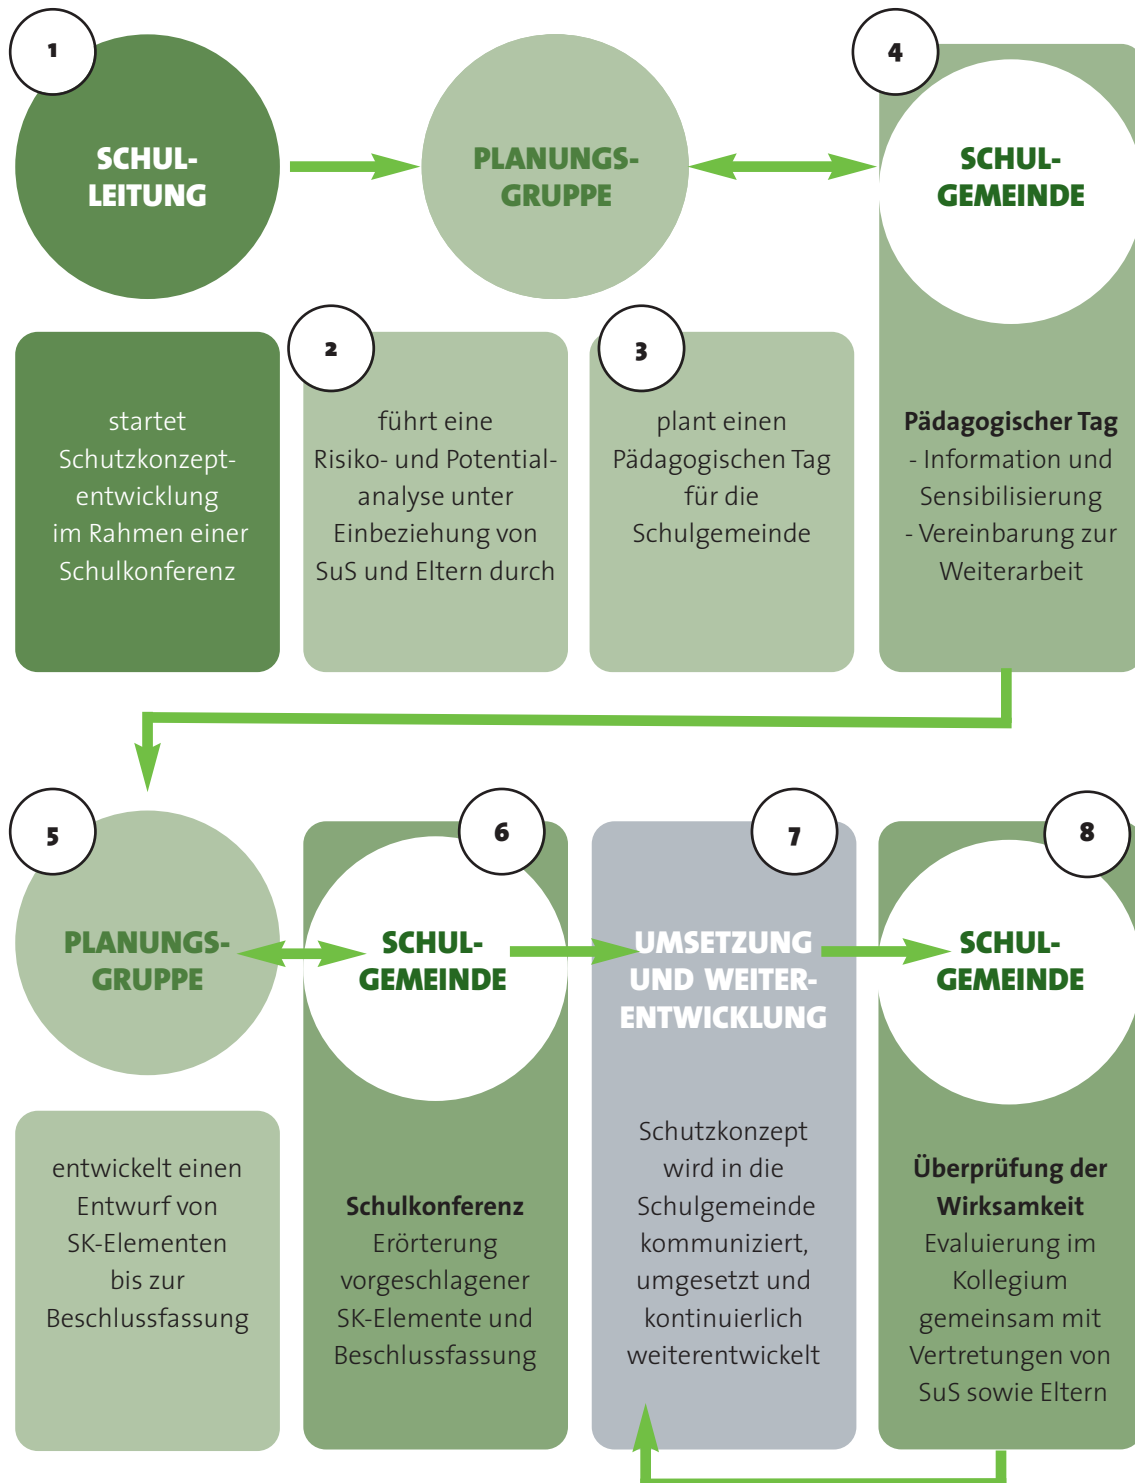 1
SCHUL-
LEITUNG
startet
Schutzkonzept-
entwicklung
im Rahmen einer
Schulkonferenz
PLANUNGS-
GRUPPE
2
führt eine
Risiko- und Potential-
analyse unter
Einbeziehung von
SuS und Eltern durch
3
plant einen
Pädagogischen Tag
für die
Schulgemeinde
4
SCHUL-
GEMEINDE
Pädagogischer Tag
- Information und
Sensibilisierung
- Vereinbarung zur
Weiterarbeit
5
PLANUNGS-
GRUPPE
entwickelt einen
Entwurf von
SK-Elementen
bis zur
Beschlussfassung
6
SCHUL-
GEMEINDE
Schulkonferenz
Erörterung
vorgeschlagener
SK-Elemente und
Beschlussfassung
7
UMSETZUNG
UND WEITER-
ENTWICKLUNG
Schutzkonzept
wird in die
Schulgemeinde
kommuniziert,
umgesetzt und
kontinuierlich
weiterentwickelt
8
SCHUL-
GEMEINDE
Überprüfung der
Wirksamkeit
Evaluierung im
Kollegium
gemeinsam mit
Vertretungen von
SuS sowie Eltern